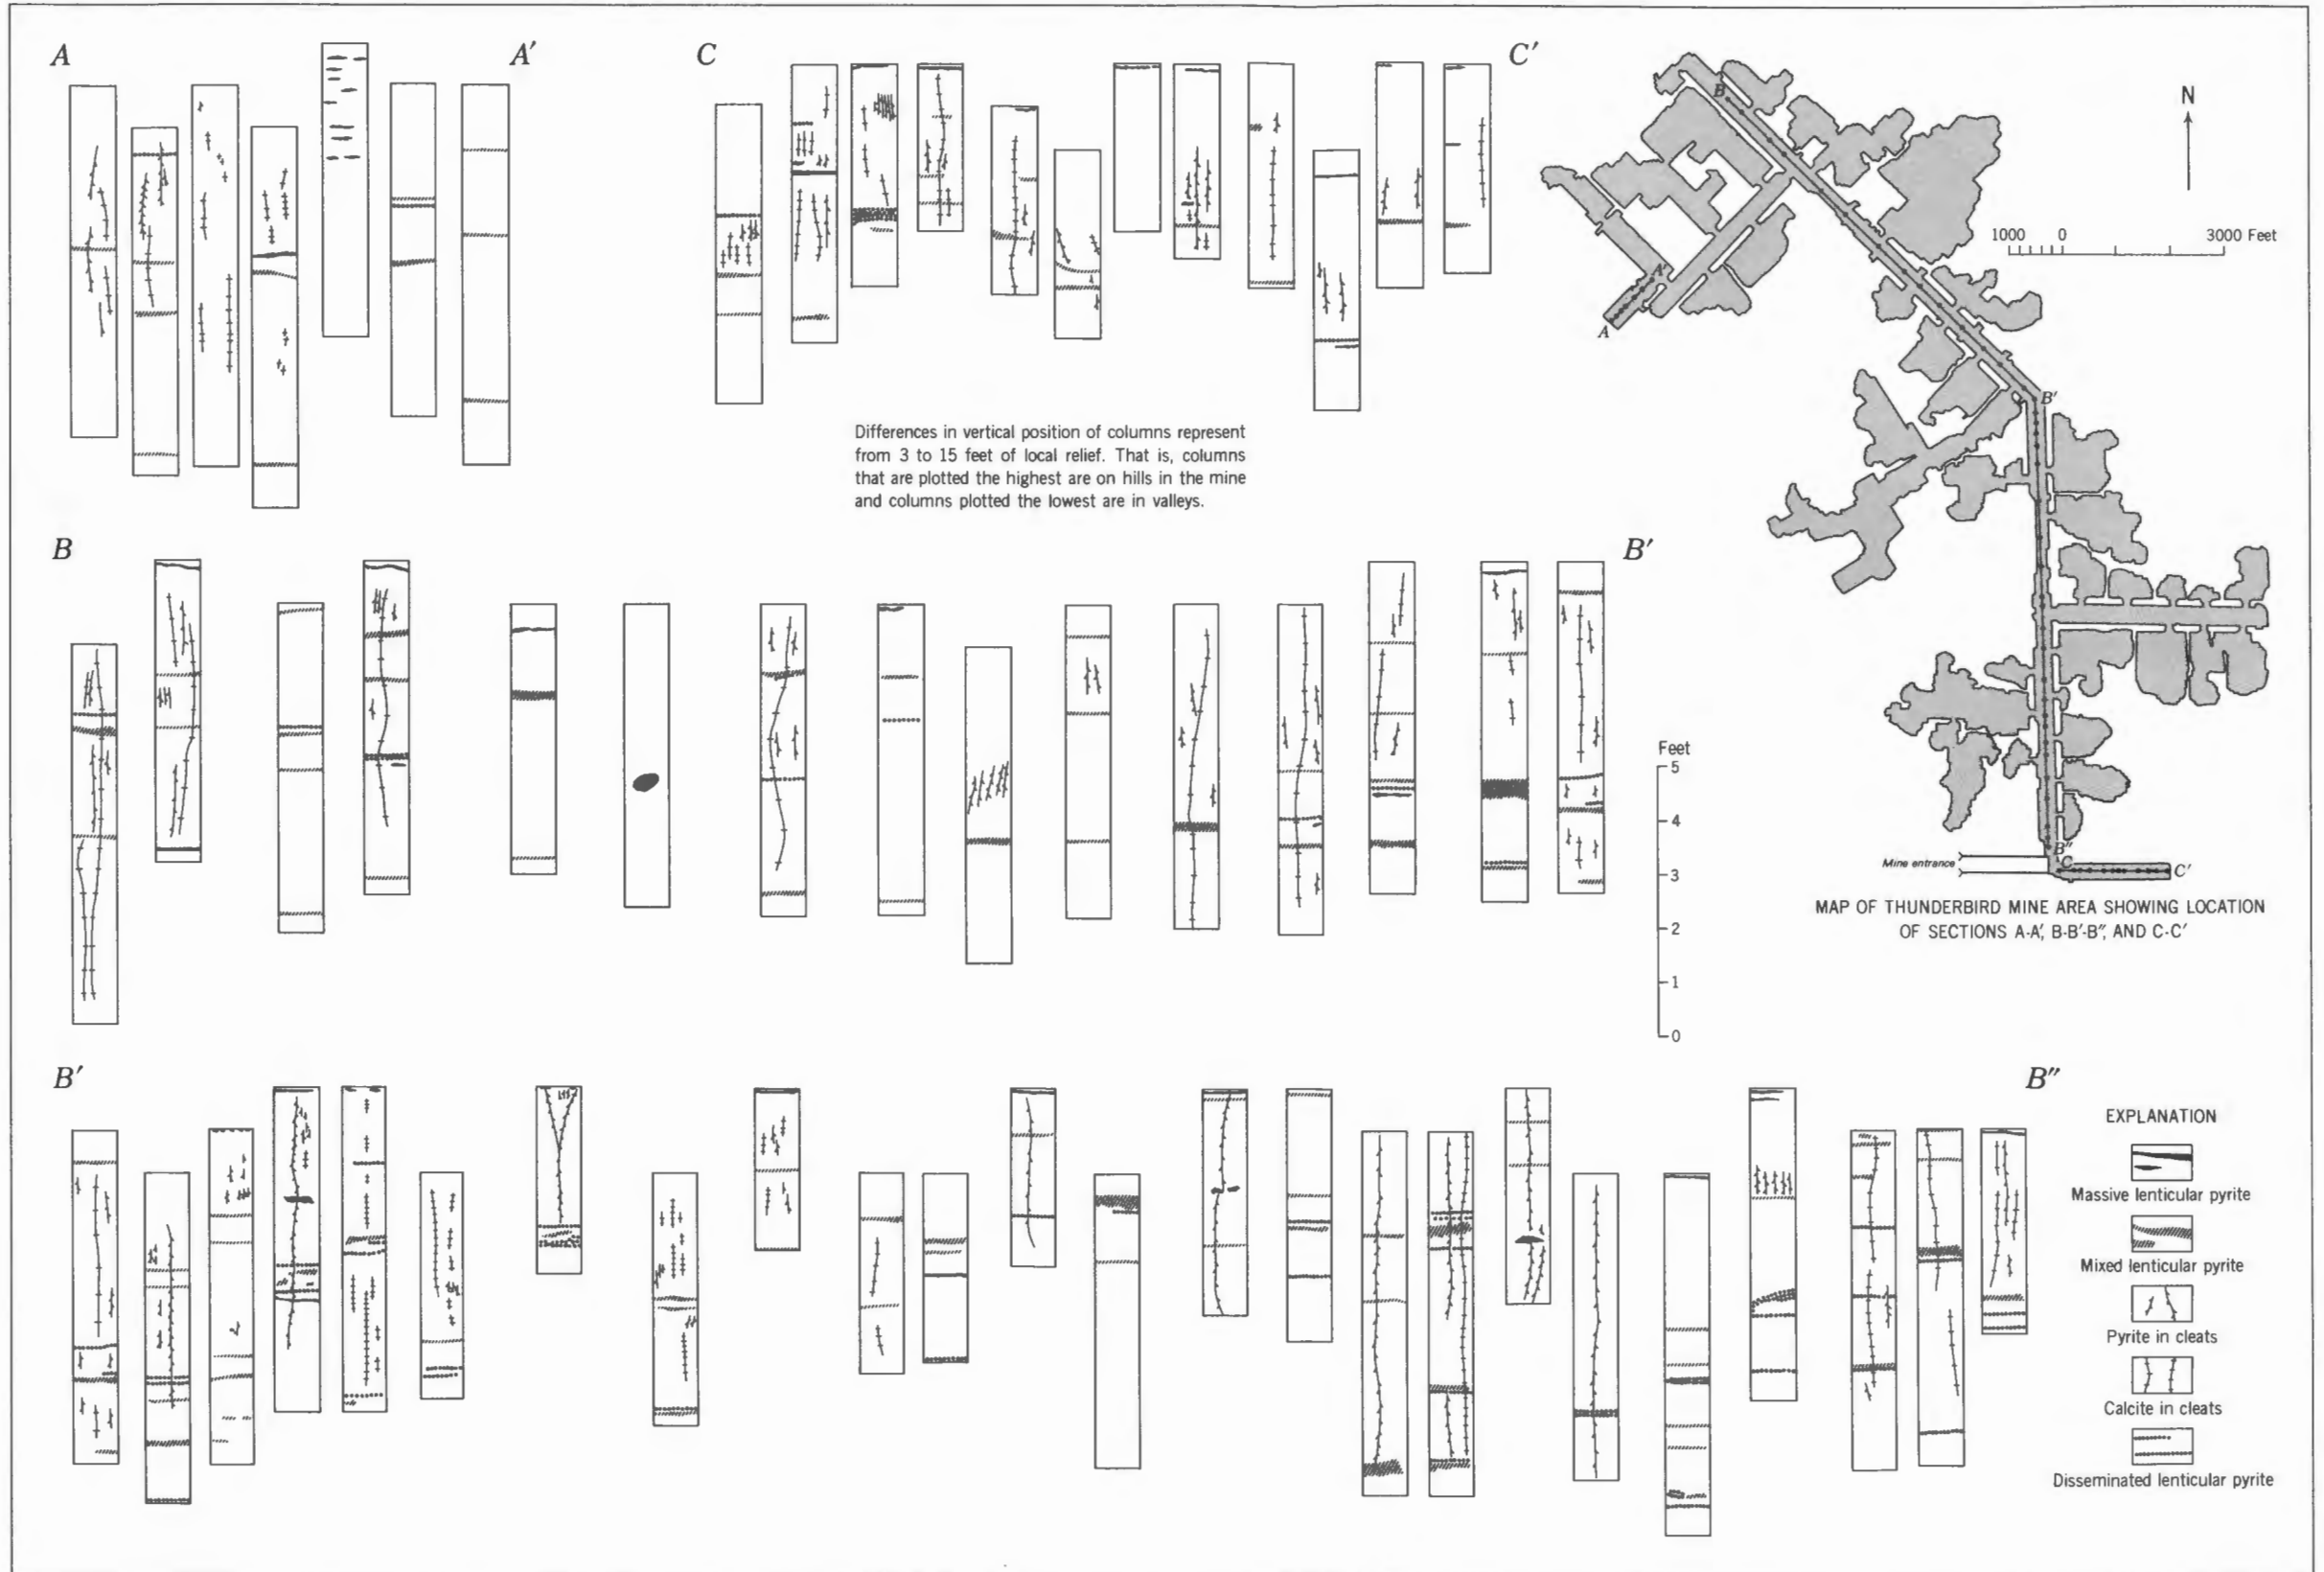 A
A′
C
C′
Differences in vertical position of columns represent
from 3 to 15 feet of local relief. That is, columns
that are plotted the highest are on hills in the mine
and columns plotted the lowest are in valleys.
B
N
1000 0 3000 Feet
A′
A
B′
B″
Mine entrance
C
C′
MAP OF THUNDERBIRD MINE AREA SHOWING LOCATION
OF SECTIONS A-A′, B-B′-B″, AND C-C′
B
B′
Feet
5
4
3
2
1
0
B′
B″
EXPLANATION
Massive lenticular pyrite
Mixed lenticular pyrite
Pyrite in cleats
Calcite in cleats
Disseminated lenticular pyrite